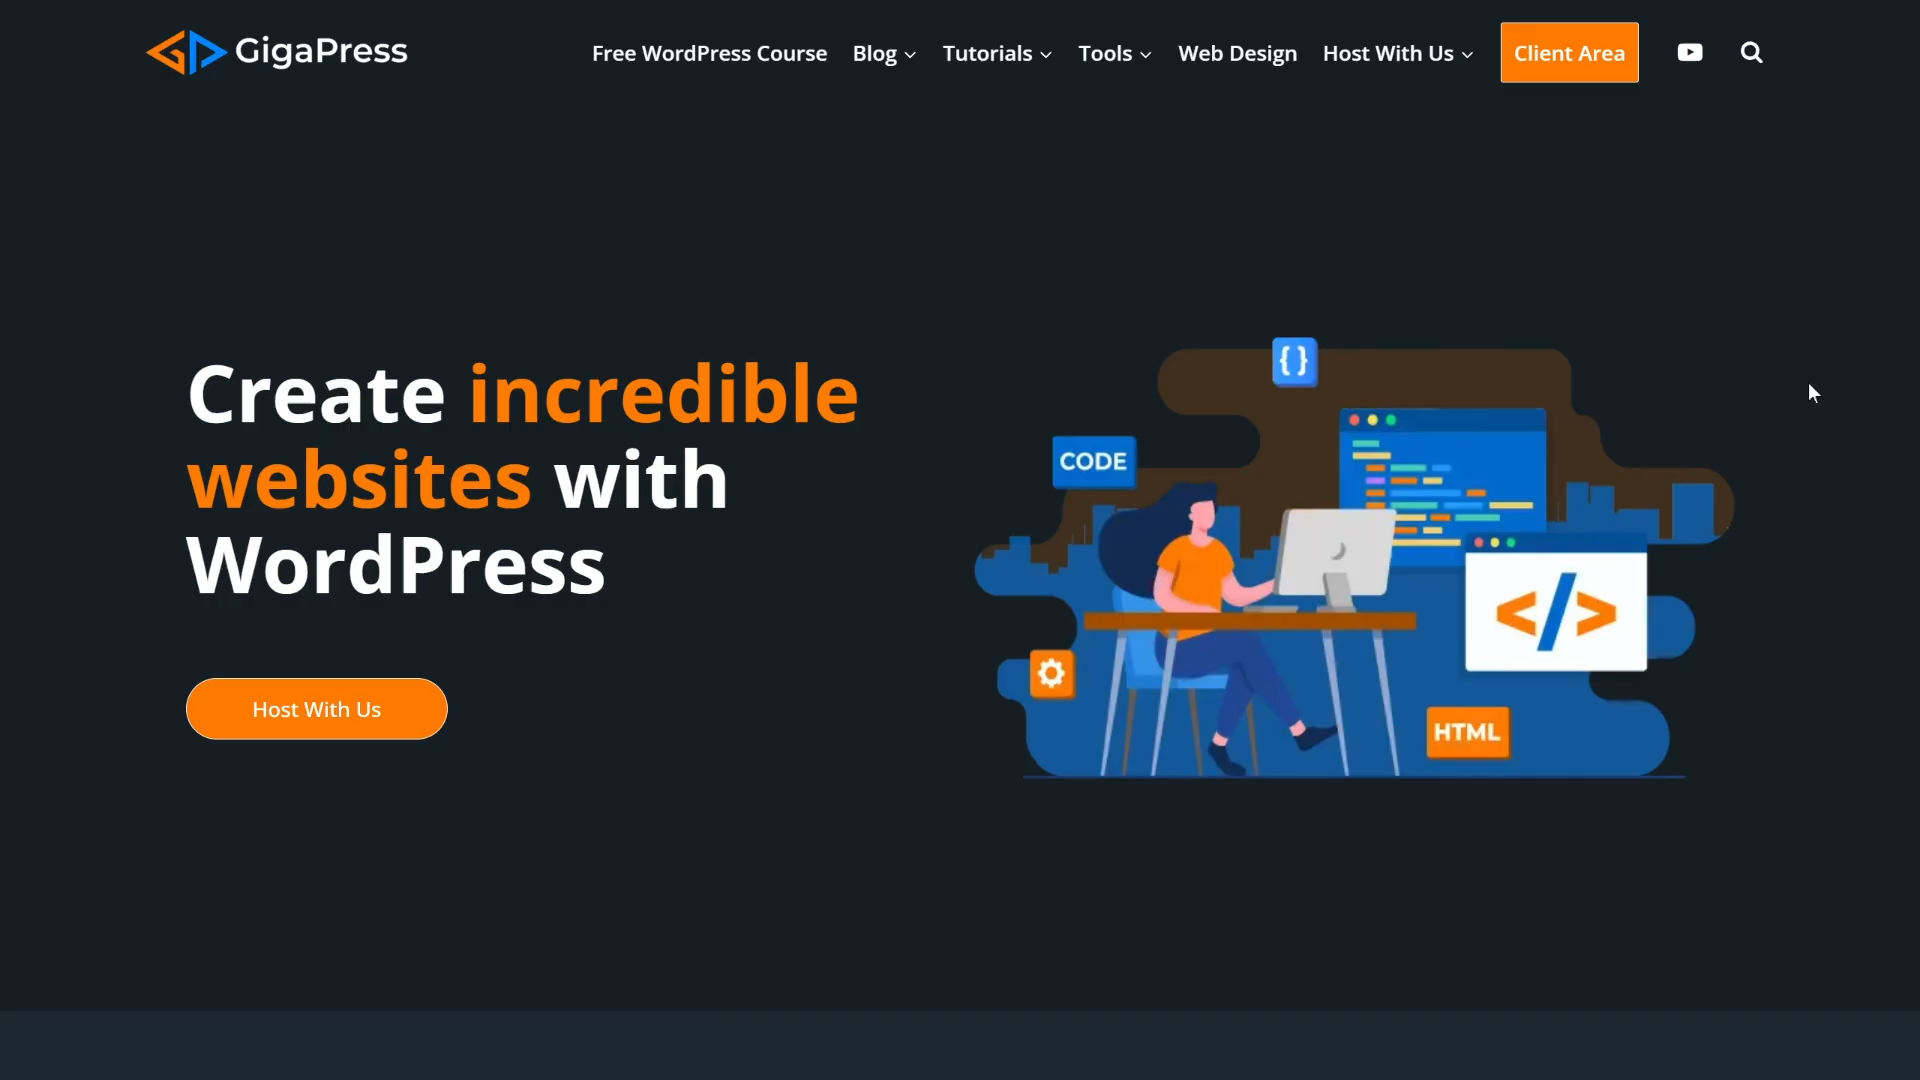 GigaPress
Free WordPress Course Blog Tutorials Tools Web Design Host With Us Client Area
Create incredible
websites with
WordPress
Host With Us
{ }
CODE
</>
HTML